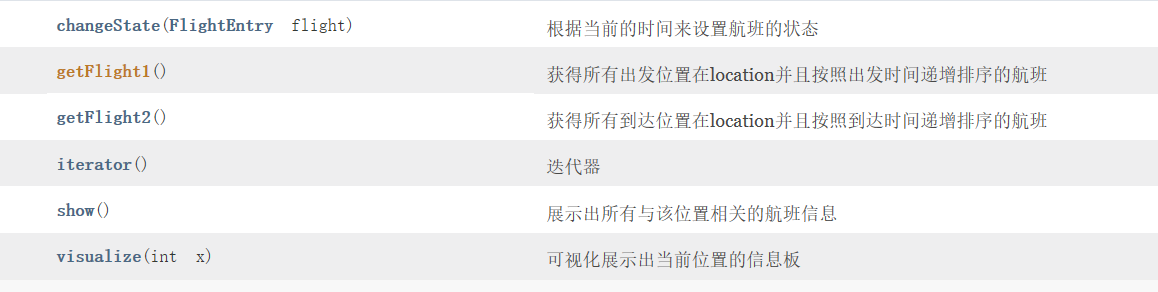 changeState(FlightEntry flight) 根据当前的时间来设置航班的状态
getFlight1() 获得所有出发位置在location并且按照出发时间递增排序的航班
getFlight2() 获得所有到达位置在location并且按照到达时间递增排序的航班
iterator() 迭代器
show() 展示出所有与该位置相关的航班信息
visualize(int x) 可视化展示出当前位置的信息板